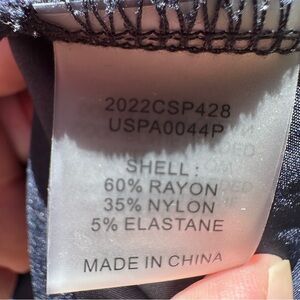 2022CSP428
USPA0044P
SHELL:
60% RAYON
35% NYLON
5% ELASTANE
MADE IN CHINA